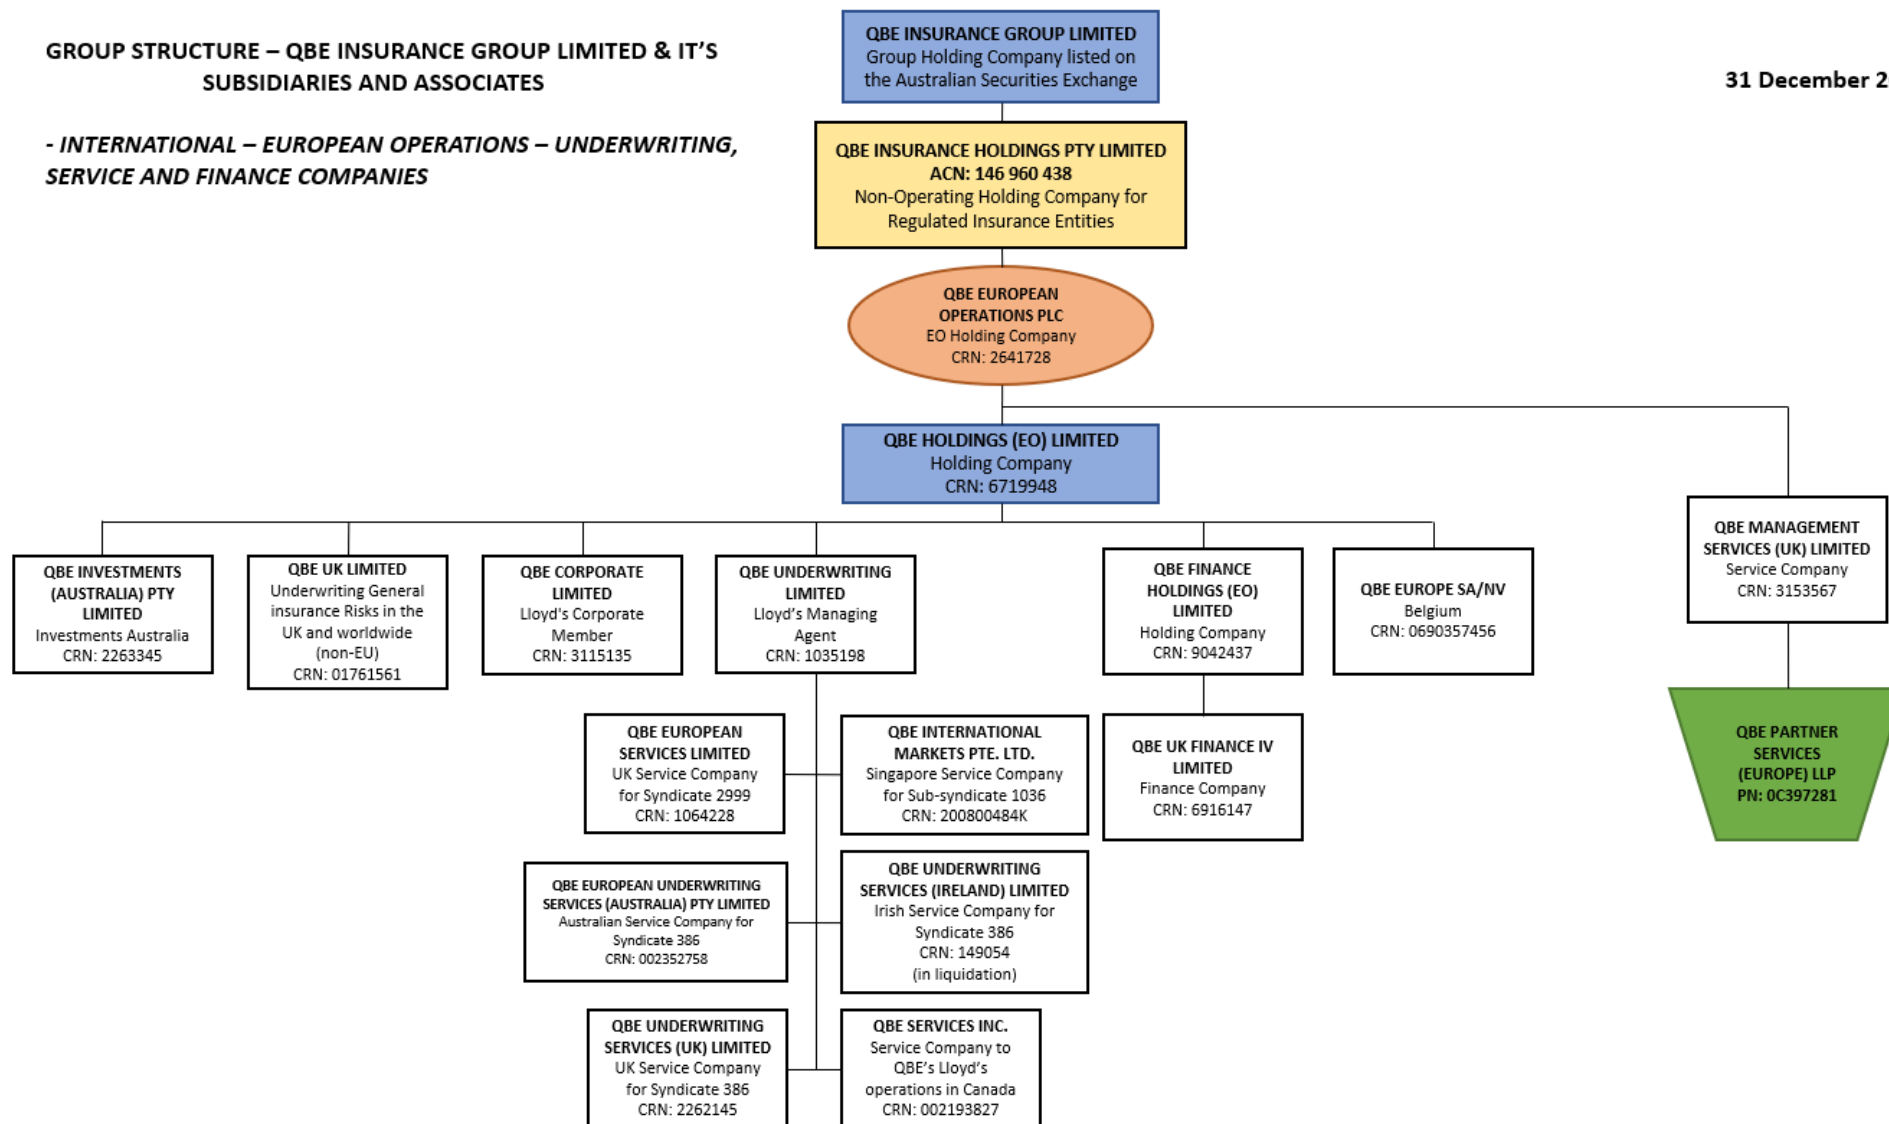 GROUP STRUCTURE – QBE INSURANCE GROUP LIMITED & IT'S
SUBSIDIARIES AND ASSOCIATES
- INTERNATIONAL – EUROPEAN OPERATIONS – UNDERWRITING,
SERVICE AND FINANCE COMPANIES
31 December
QBE INSURANCE GROUP LIMITED
Group Holding Company listed on
the Australian Securities Exchange
QBE INSURANCE HOLDINGS PTY LIMITED
ACN: 146 960 438
Non-Operating Holding Company for
Regulated Insurance Entities
QBE EUROPEAN
OPERATIONS PLC
EO Holding Company
CRN: 2641728
QBE HOLDINGS (EO) LIMITED
Holding Company
CRN: 6719948
QBE MANAGEMENT
SERVICES (UK) LIMITED
Service Company
CRN: 3153567
QBE INVESTMENTS
(AUSTRALIA) PTY
LIMITED
Investments Australia
CRN: 2263345
QBE UK LIMITED
Underwriting General
insurance Risks in the
UK and worldwide
(non-EU)
CRN: 01761561
QBE CORPORATE
LIMITED
Lloyd's Corporate
Member
CRN: 3115135
QBE UNDERWRITING
LIMITED
Lloyd's Managing
Agent
CRN: 1035198
QBE FINANCE
HOLDINGS (EO)
LIMITED
Holding Company
CRN: 9042437
QBE EUROPE SA/NV
Belgium
CRN: 0690357456
QBE EUROPEAN
SERVICES LIMITED
UK Service Company
for Syndicate 2999
CRN: 1064228
QBE INTERNATIONAL
MARKETS PTE. LTD.
Singapore Service Company
for Sub-syndicate 1036
CRN: 200800484K
QBE UK FINANCE IV
LIMITED
Finance Company
CRN: 6916147
QBE PARTNER
SERVICES
(EUROPE) LLP
PN: 0C397281
QBE EUROPEAN UNDERWRITING
SERVICES (AUSTRALIA) PTY LIMITED
Australian Service Company for
Syndicate 386
CRN: 002352758
QBE UNDERWRITING
SERVICES (IRELAND) LIMITED
Irish Service Company for
Syndicate 386
CRN: 149054
(in liquidation)
QBE UNDERWRITING
SERVICES (UK) LIMITED
UK Service Company
for Syndicate 386
CRN: 2262145
QBE SERVICES INC.
Service Company to
QBE's Lloyd's
operations in Canada
CRN: 002193827